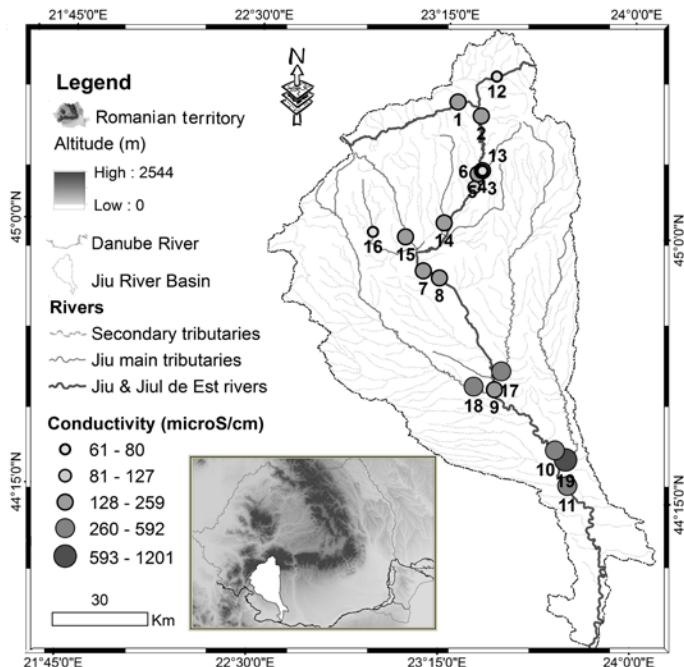 21°45'0"E 22°30'0"E 23°15'0"E 24°0'0"E
N
Legend
Romanian territory
Altitude (m)
High : 2544
Low : 0
Danube River
Jiu River Basin
Rivers
Secondary tributaries
Jiu main tributaries
Jiu & Jiul de Est rivers
Conductivity (microS/cm)
61 - 80
81 - 127
128 - 259
260 - 592
593 - 1201
30
Km
12
1
2
13
6
5
43
14
15
16
7
8
17
18
9
10
19
11
45°0'0"N
45°0'0"N
44°15'0"N
44°15'0"N
21°45'0"E 22°30'0"E 23°15'0"E 24°0'0"E